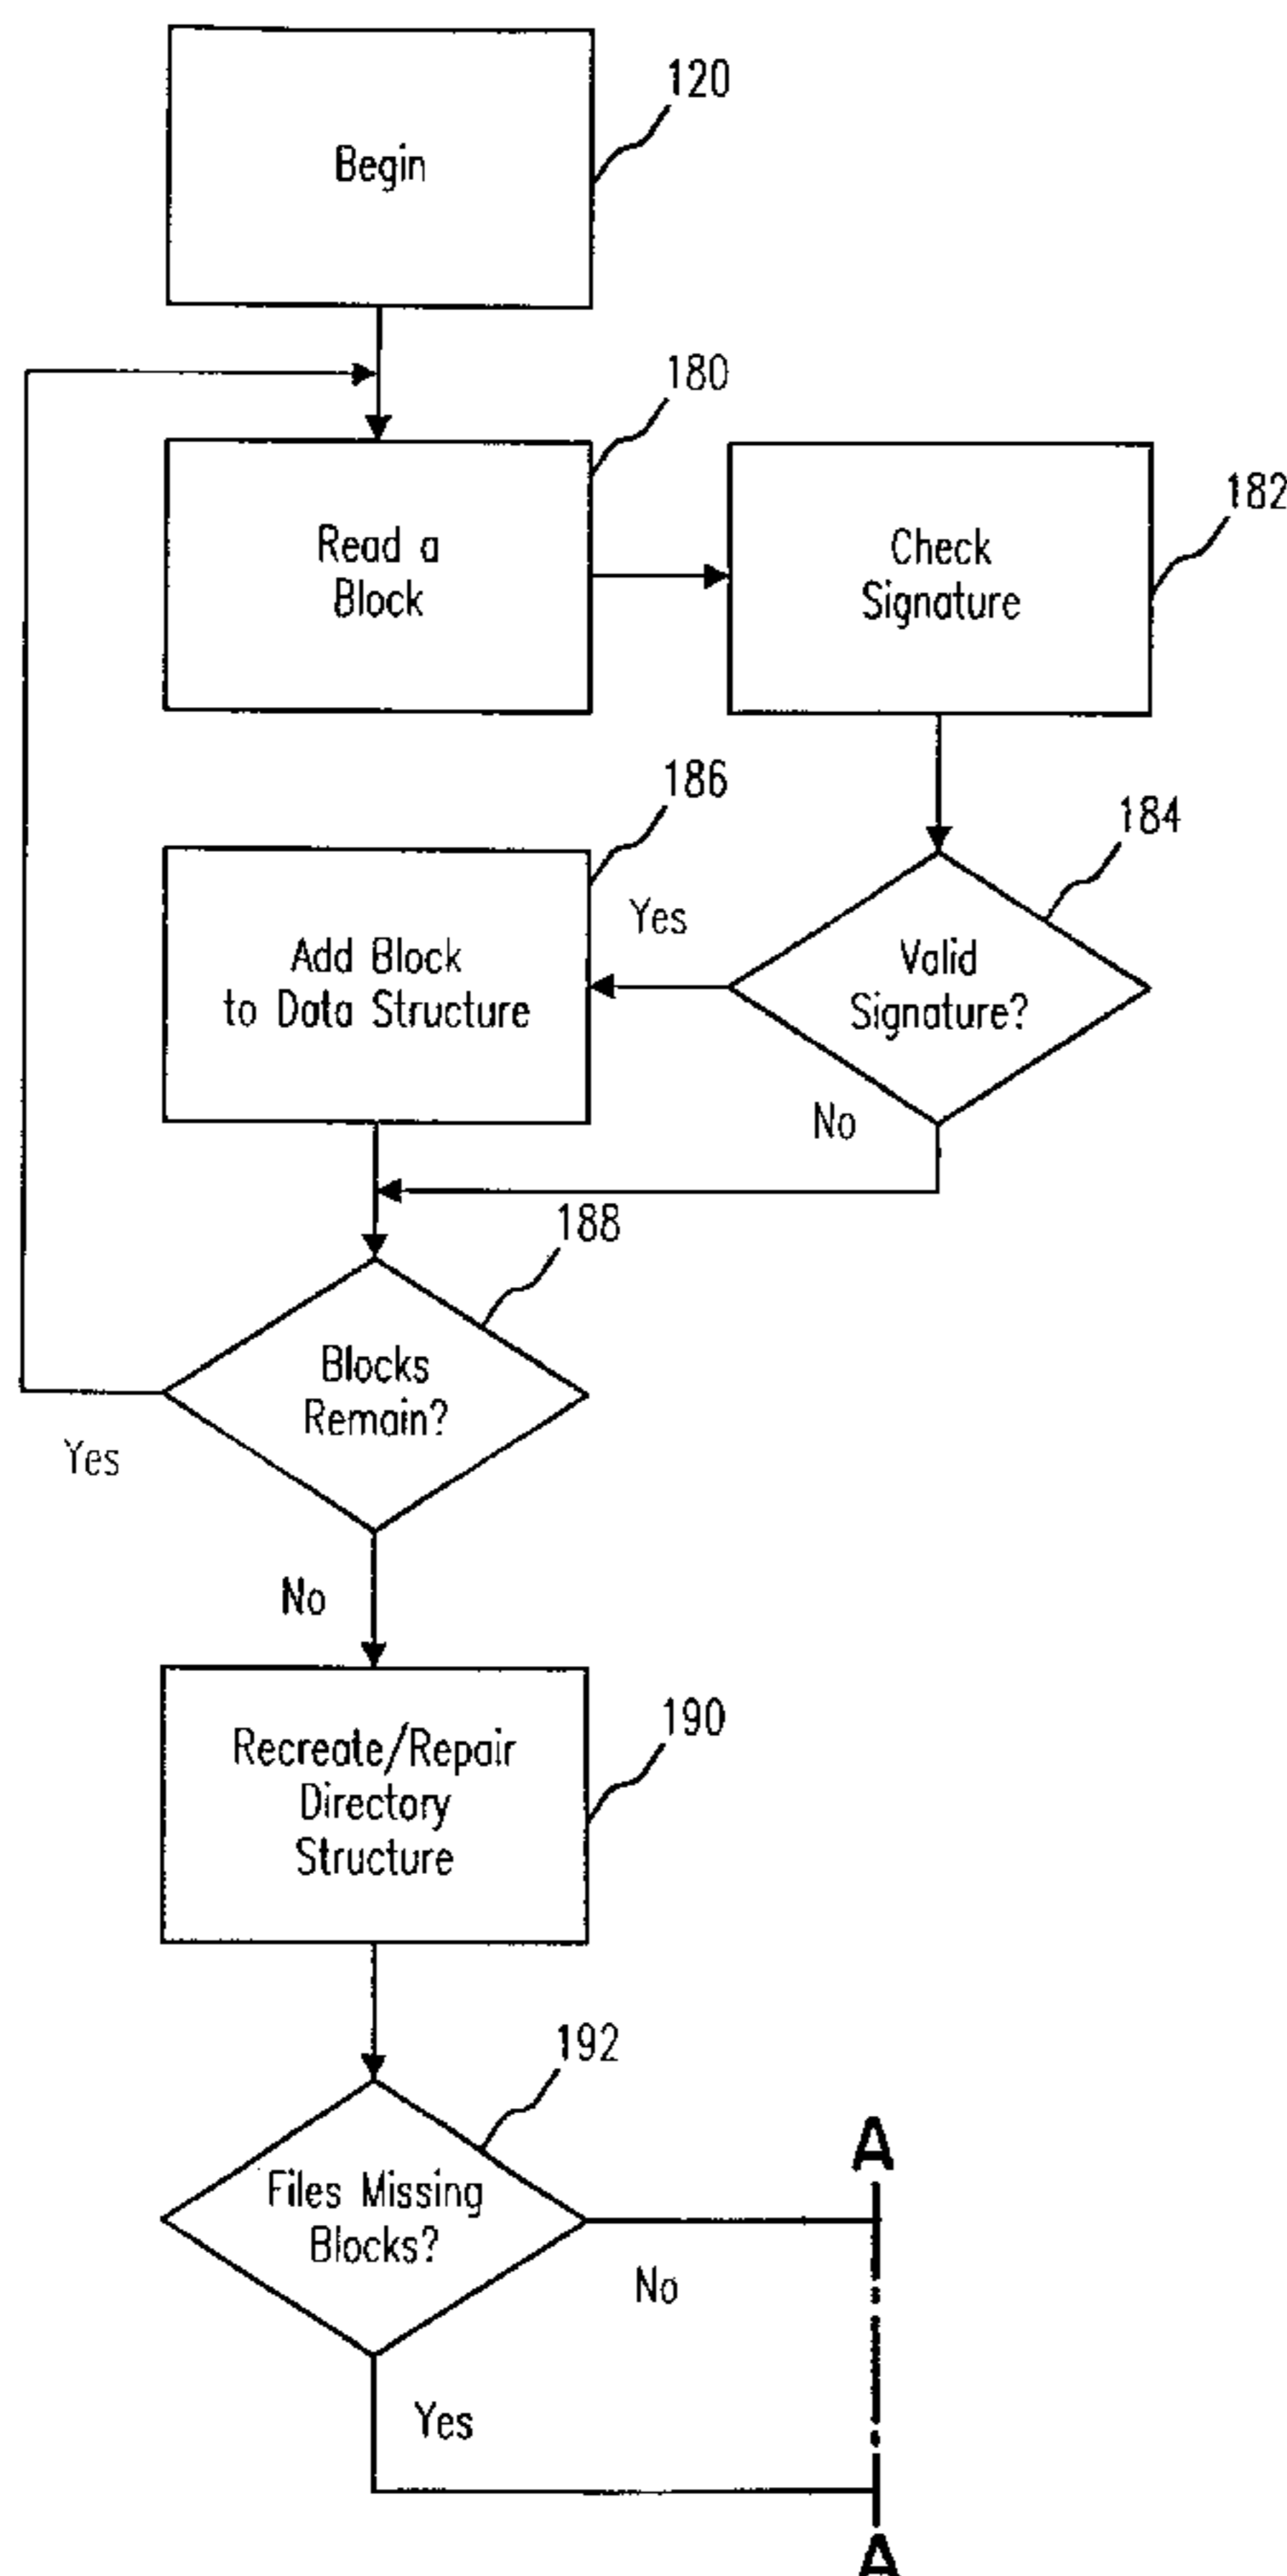 120
Begin
180
Read a
Block
182
Check
Signature
184
Valid
Signature?
Yes
No
186
Add Block
to Data Structure
188
Blocks
Remain?
Yes
No
190
Recreate/Repair
Directory
Structure
192
Files Missing
Blocks?
No
Yes
A
A